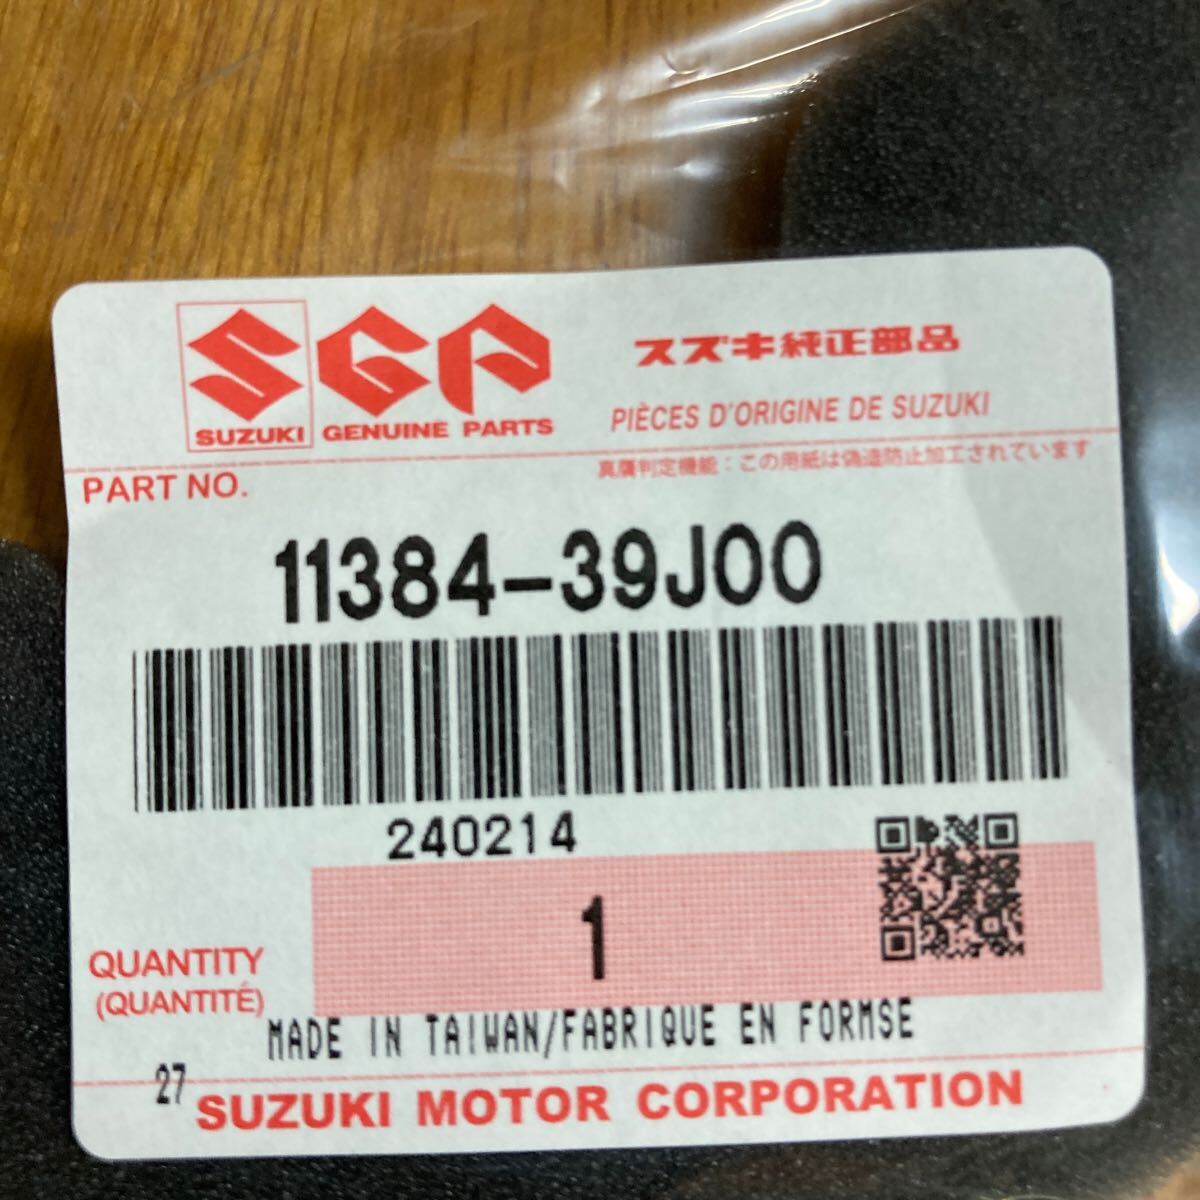 SGP
SUZUKI GENUINE PARTS
スズキ純正部品
PIÈCES D'ORIGINE DE SUZUKI
真贋判定機能：この用紙は偽造防止加工されています
PART NO.
11384-39J00
240214
1
QUANTITY
(QUANTITÉ)
MADE IN TAIWAN/FABRIQUE EN FORMSE
27
SUZUKI MOTOR CORPORATION